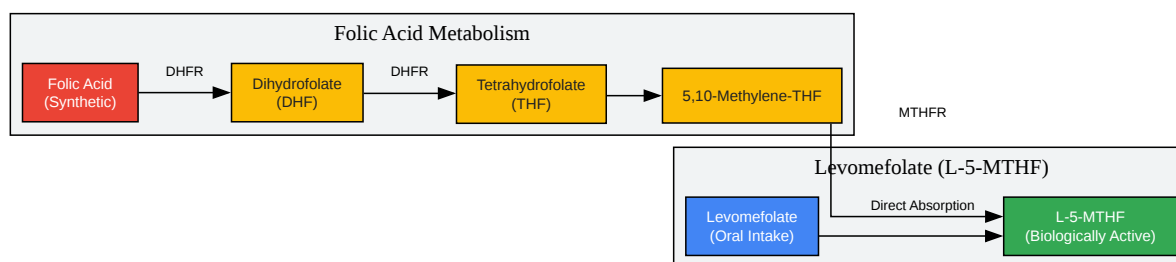 Folic Acid Metabolism
Folic Acid
(Synthetic)
DHFR
Dihydrofolate
(DHF)
DHFR
Tetrahydrofolate
(THF)
5,10-Methylene-THF
MTHFR
Levomefolate (L-5-MTHF)
Levomefolate
(Oral Intake)
Direct Absorption
L-5-MTHF
(Biologically Active)